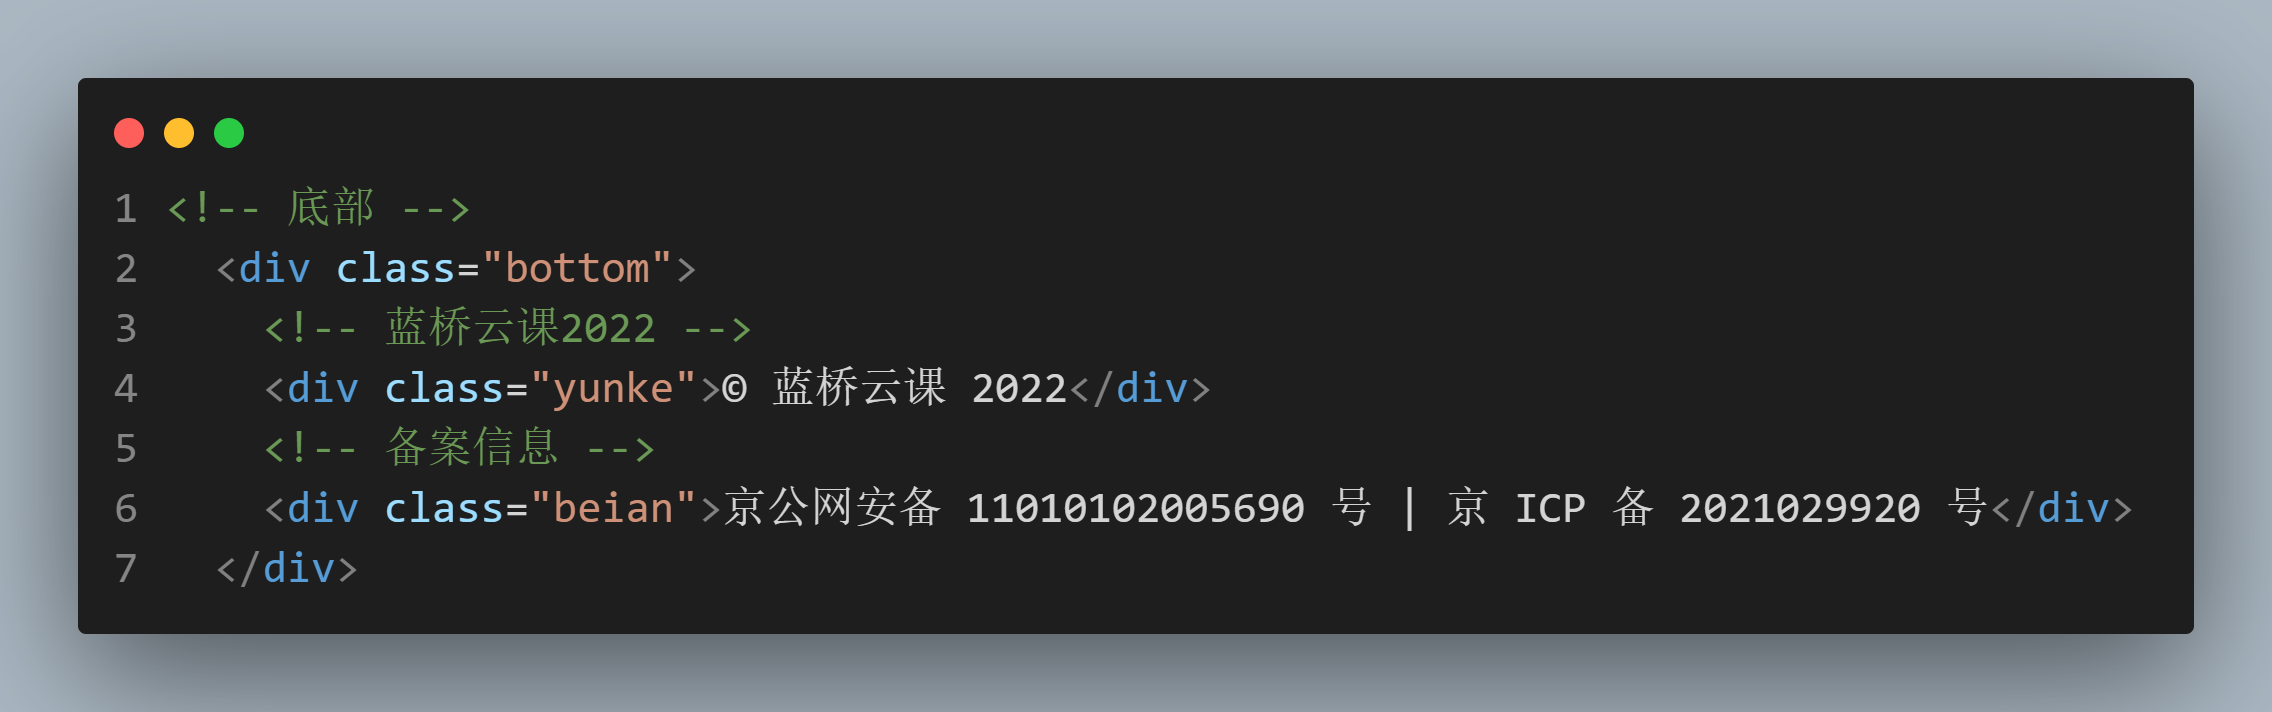 1 <!-- 底部 -->
2   <div class="bottom">
3     <!-- 蓝桥云课2022 -->
4     <div class="yunke">© 蓝桥云课 2022</div>
5     <!-- 备案信息 -->
6     <div class="beian">京公网安备 11010102005690 号 | 京 ICP 备 2021029920 号</div>
7   </div>